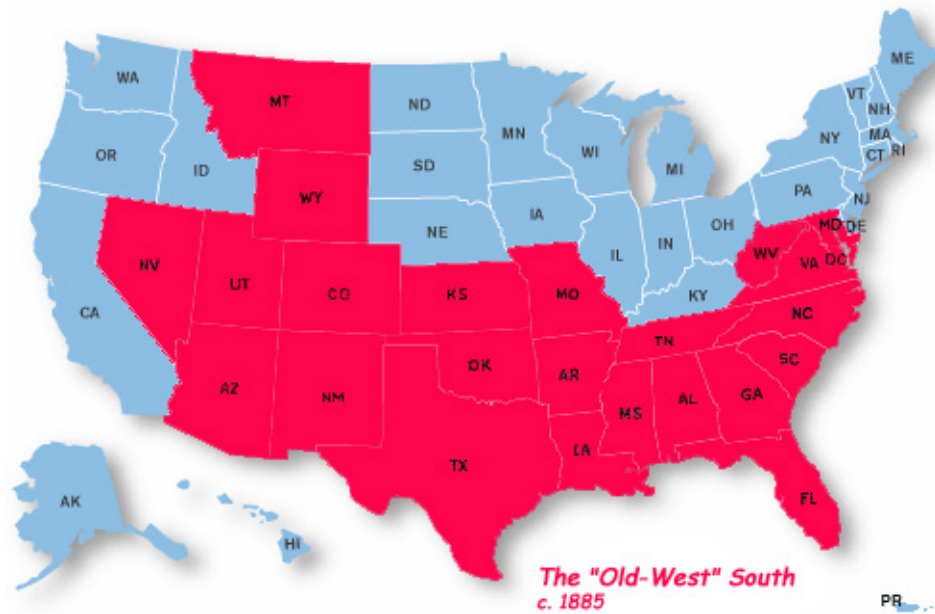 WA
MT
ND
MN
ME
VT
NH
OR
ID
SD
WI
MI
NY
MA
CT
RI
WY
NE
IA
PA
NJ
NV
UT
CO
KS
MO
IL
IN
OH
WV
MD
DE
VA
DC
CA
KY
AZ
NM
OK
AR
TN
NC
SC
MS
AL
GA
LA
TX
FL
AK
HI
The "Old-West" South
c. 1885
PR